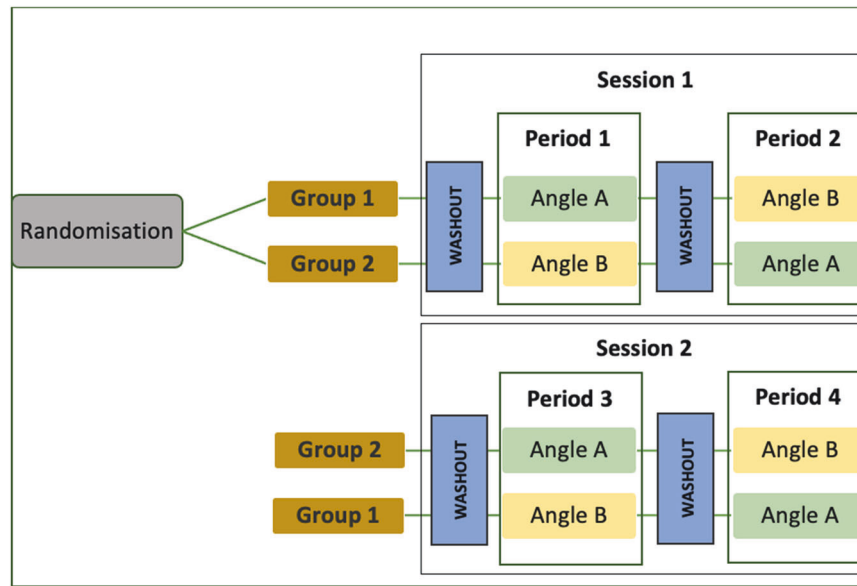 Session 1
Period 1
Period 2
Randomisation
Group 1
Group 2
WASHOUT
Angle A
Angle B
WASHOUT
Angle B
Angle A
Session 2
Period 3
Period 4
Group 2
Group 1
WASHOUT
Angle A
Angle B
WASHOUT
Angle B
Angle A